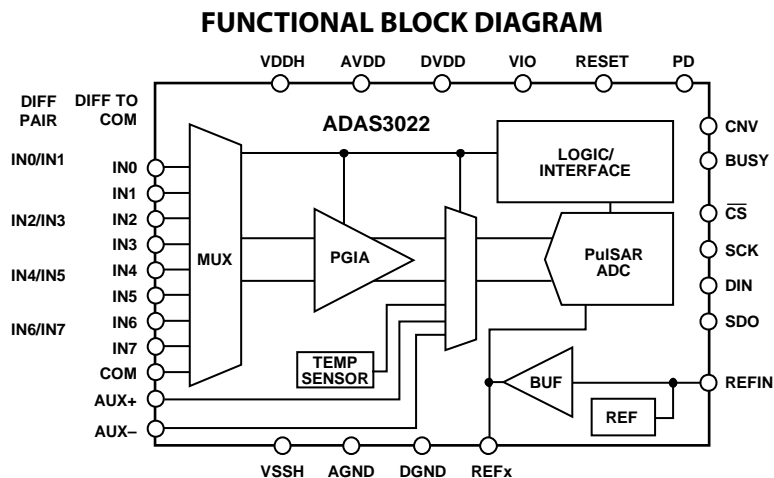 FUNCTIONAL BLOCK DIAGRAM
VDDH AVDD DVDD VIO RESET PD
DIFF
PAIR
DIFF TO
COM
ADAS3022
IN0/IN1
IN2/IN3
IN4/IN5
IN6/IN7
IN0
IN1
IN2
IN3
IN4
IN5
IN6
IN7
COM
AUX+
AUX–
MUX
PGIA
TEMP
SENSOR
LOGIC/
INTERFACE
PulSAR
ADC
BUF
REF
CNV
BUSY
CS
SCK
DIN
SDO
REFIN
VSSH AGND DGND REFx